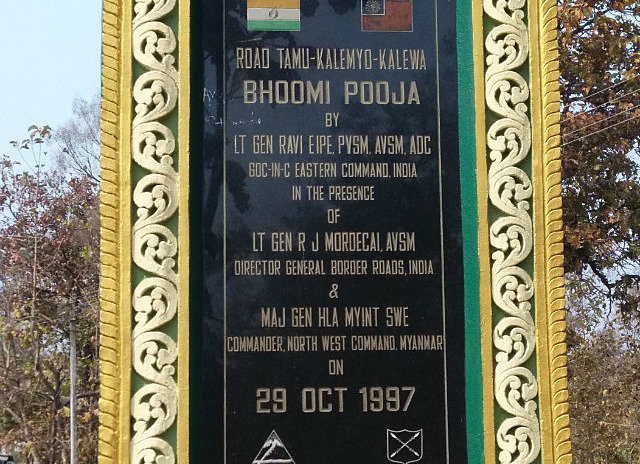 ROAD TAMU-KALEMYO-KALEWA
BHOOMI POOJA
BY
LT GEN RAVI EIPE, PVSM, AVSM, ADC
GOC-IN-C EASTERN COMMAND, INDIA
IN THE PRESENCE
OF
LT GEN R J MORDECAI, AVSM
DIRECTOR GENERAL BORDER ROADS, INDIA
&
MAJ GEN HLA MYINT SWE
COMMANDER, NORTH WEST COMMAND, MYANMAR
ON
29 OCT 1997